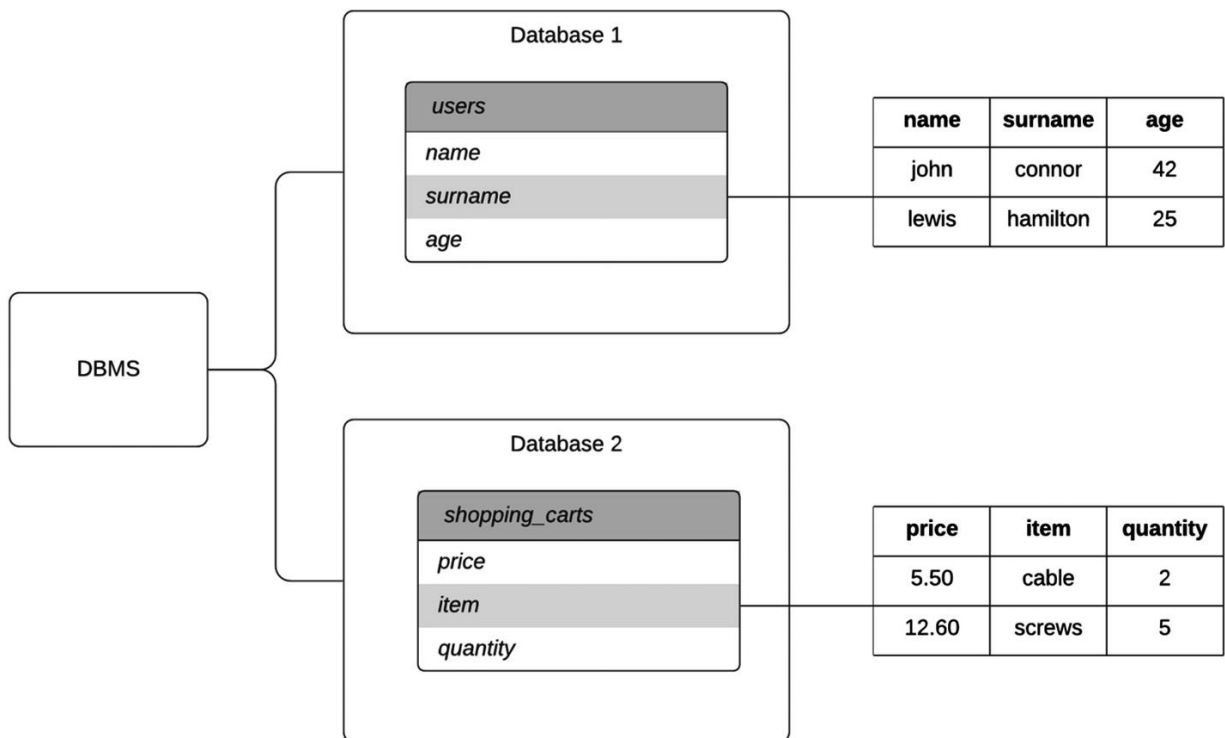 Database 1
users
name
surname
age
name surname age
john connor 42
lewis hamilton 25
DBMS
Database 2
shopping_carts
price
item
quantity
price item quantity
5.50 cable 2
12.60 screws 5